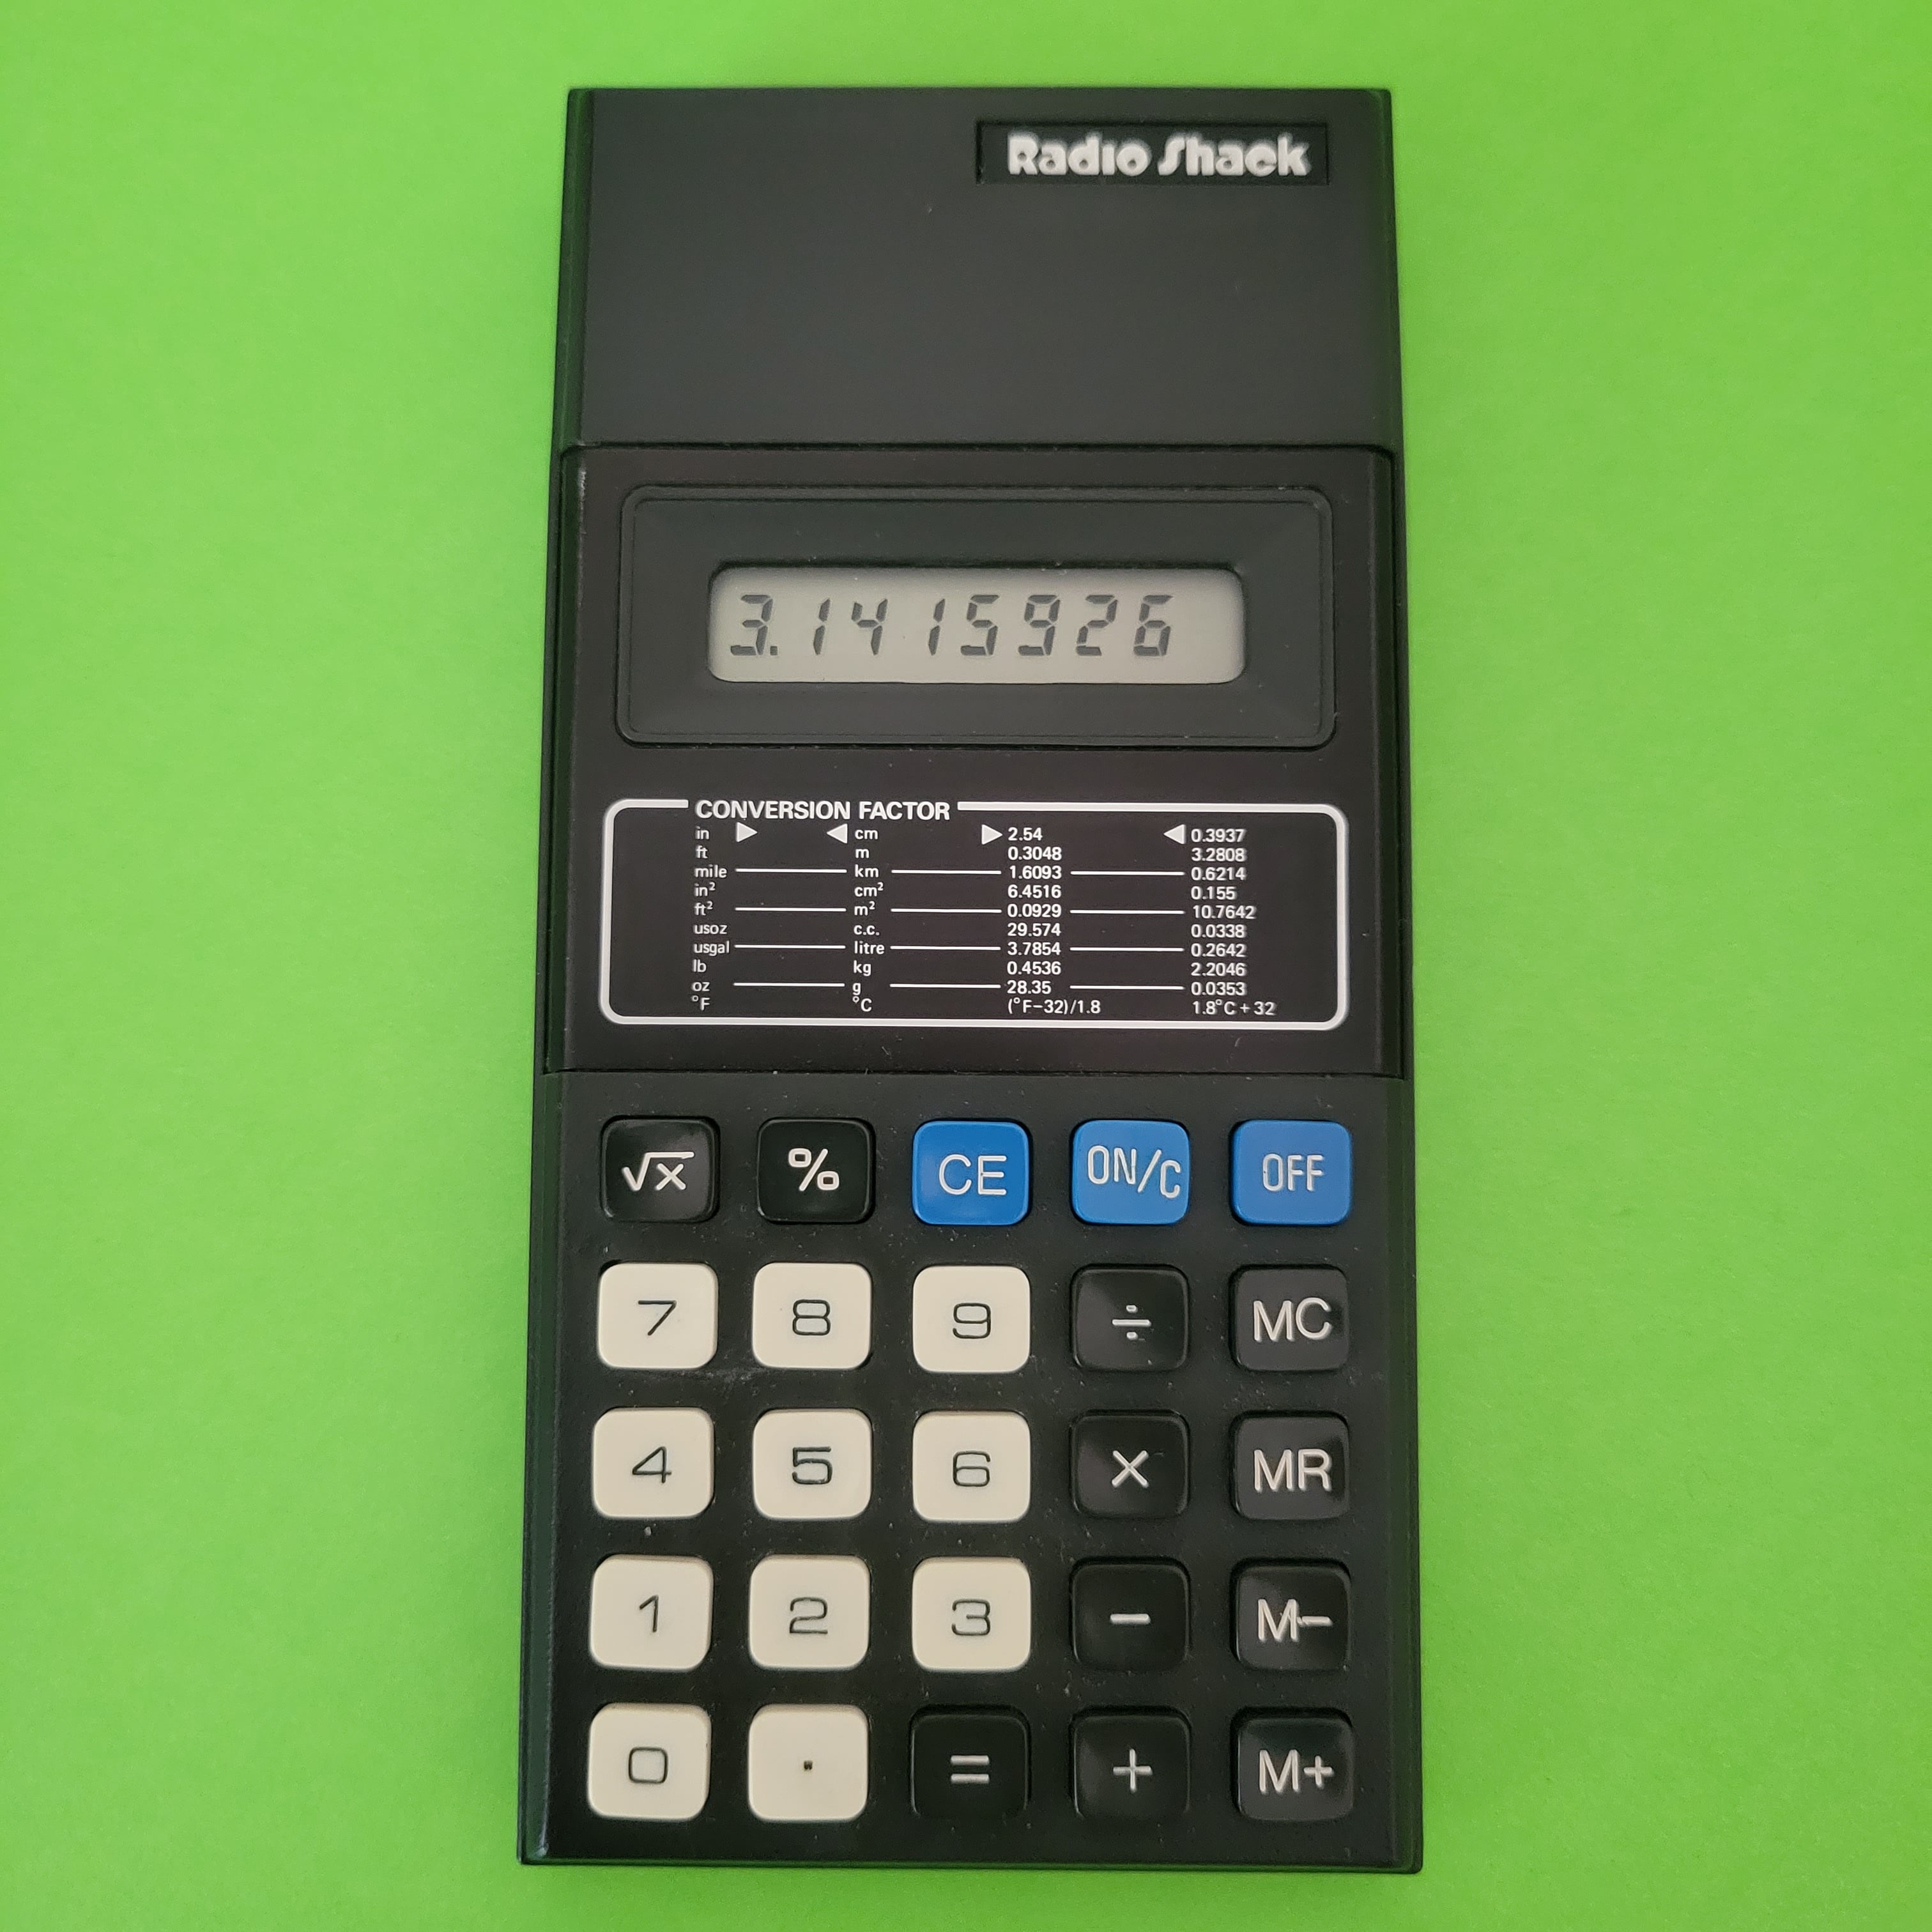 Radio Shack
3.1415926
CONVERSION FACTOR
in ▶ ◀ cm ▶ 2.54 ◀ 0.3937
ft m 0.3048 3.2808
mile km 1.6093 0.6214
in² cm² 6.4516 0.155
ft² m² 0.0929 10.7642
usoz c.c. 29.574 0.0338
usgal litre 3.7854 0.2642
lb kg 0.4536 2.2046
oz g 28.35 0.0353
°F °C (°F−32)/1.8 1.8°C + 32
√x % CE ON/C OFF
7 8 9 ÷ MC
4 5 6 × MR
1 2 3 − M−
0 . = + M+